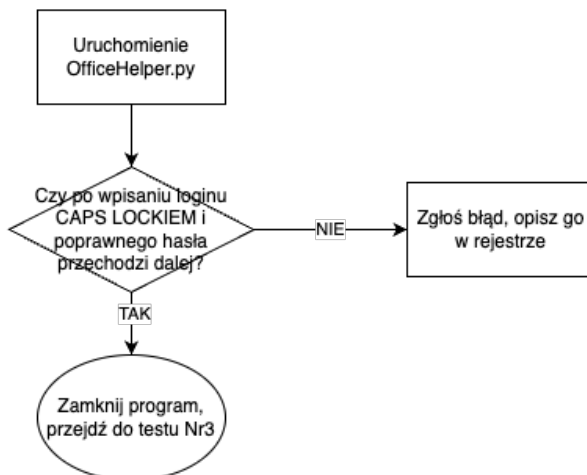 Uruchomienie
OfficeHelper.py
Czy po wpisaniu loginu
CAPS LOCKIEM i
poprawnego hasła
przechodzi dalej?
NIE
Zgłoś błąd, opisz go
w rejestrze
TAK
Zamknij program,
przejdź do testu Nr3